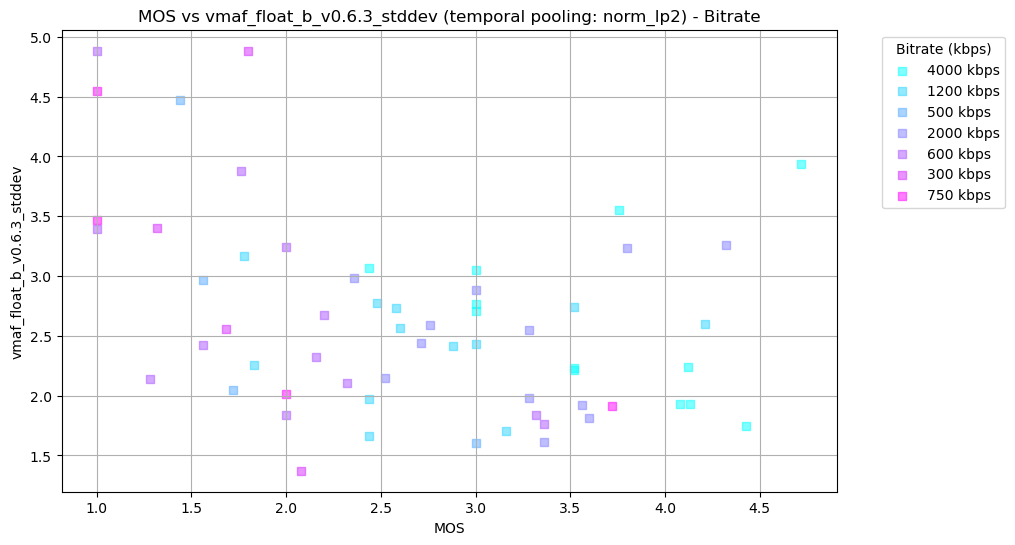 MOS vs vmaf_float_b_v0.6.3_stddev (temporal pooling: norm_lp2) - Bitrate
vmaf_float_b_v0.6.3_stddev
5.0
4.5
4.0
3.5
3.0
2.5
2.0
1.5
1.0
1.5
2.0
2.5
3.0
3.5
4.0
4.5
MOS
Bitrate (kbps)
4000 kbps
1200 kbps
500 kbps
2000 kbps
600 kbps
300 kbps
750 kbps